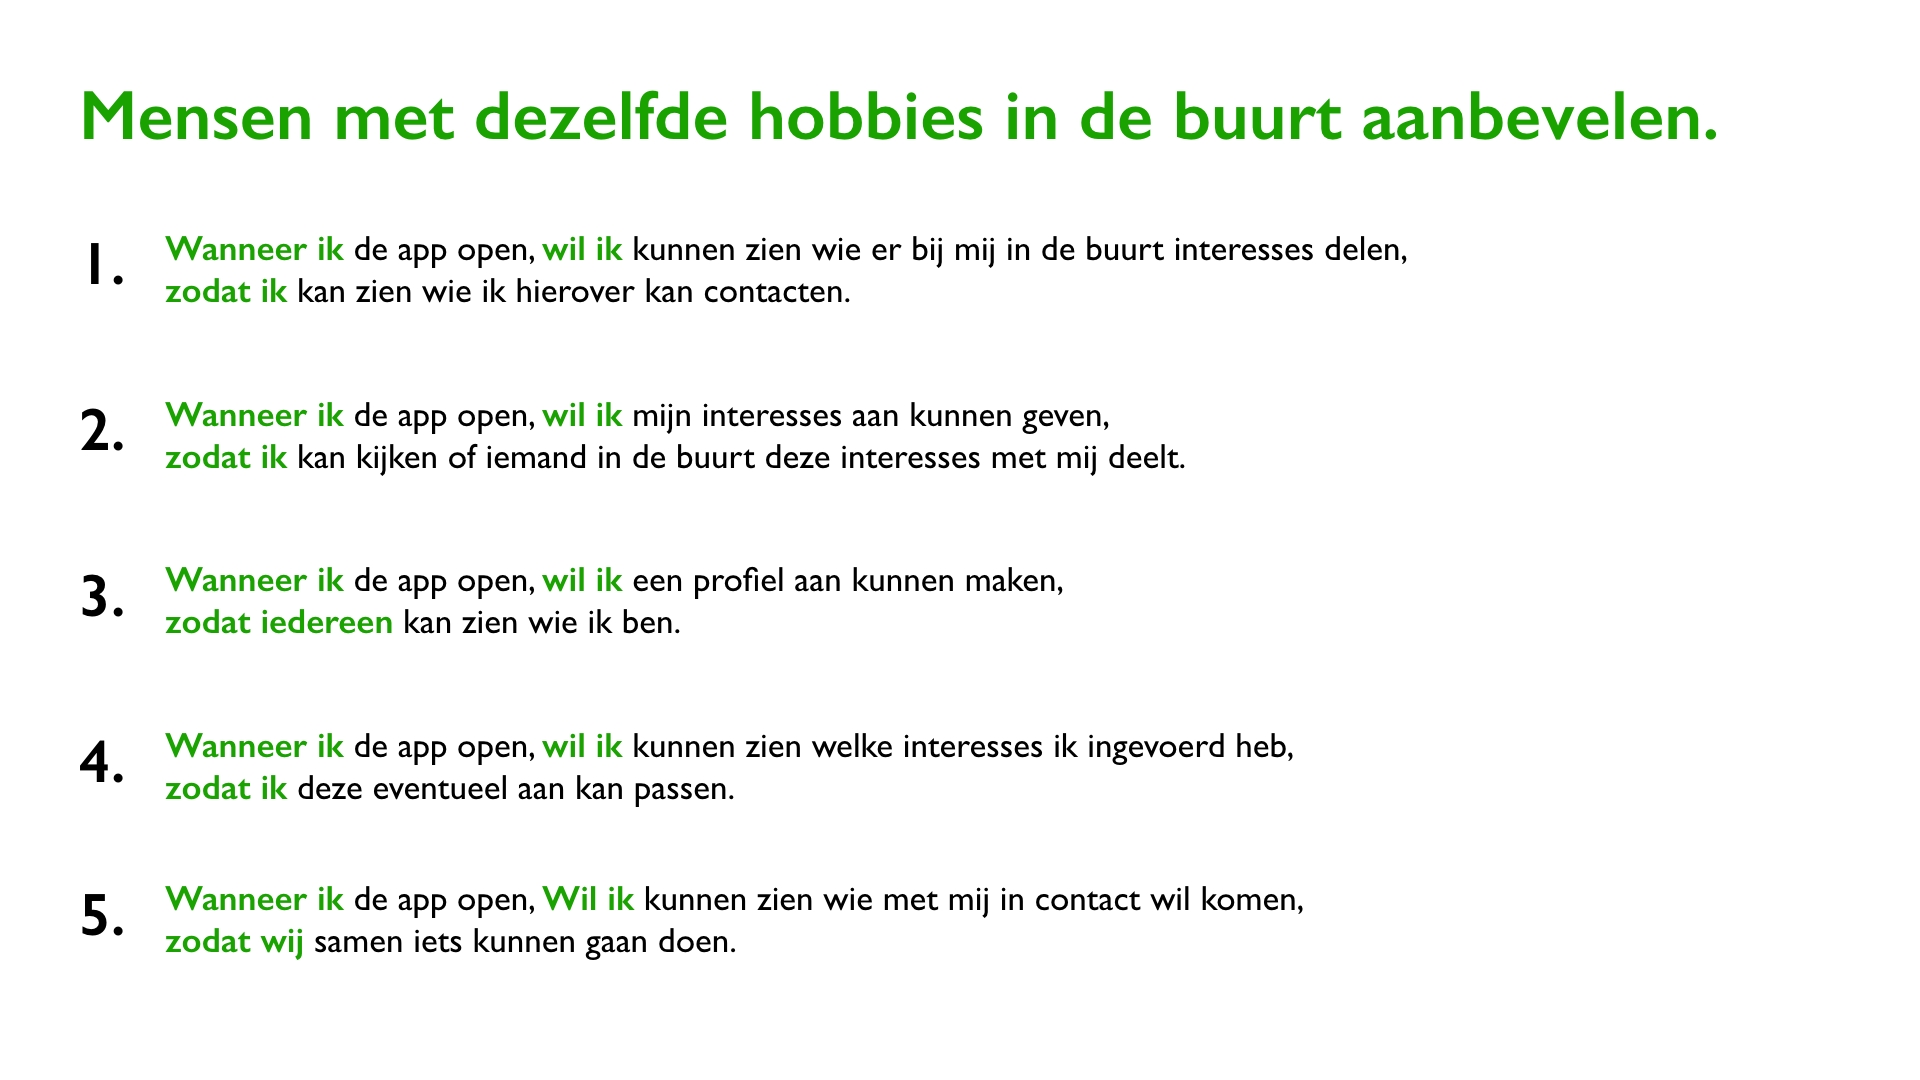 Mensen met dezelfde hobbies in de buurt aanbevelen.
1. Wanneer ik de app open, wil ik kunnen zien wie er bij mij in de buurt interesses delen,
zodat ik kan zien wie ik hierover kan contacten.
2. Wanneer ik de app open, wil ik mijn interesses aan kunnen geven,
zodat ik kan kijken of iemand in de buurt deze interesses met mij deelt.
3. Wanneer ik de app open, wil ik een profiel aan kunnen maken,
zodat iedereen kan zien wie ik ben.
4. Wanneer ik de app open, wil ik kunnen zien welke interesses ik ingevoerd heb,
zodat ik deze eventueel aan kan passen.
5. Wanneer ik de app open, Wil ik kunnen zien wie met mij in contact wil komen,
zodat wij samen iets kunnen gaan doen.